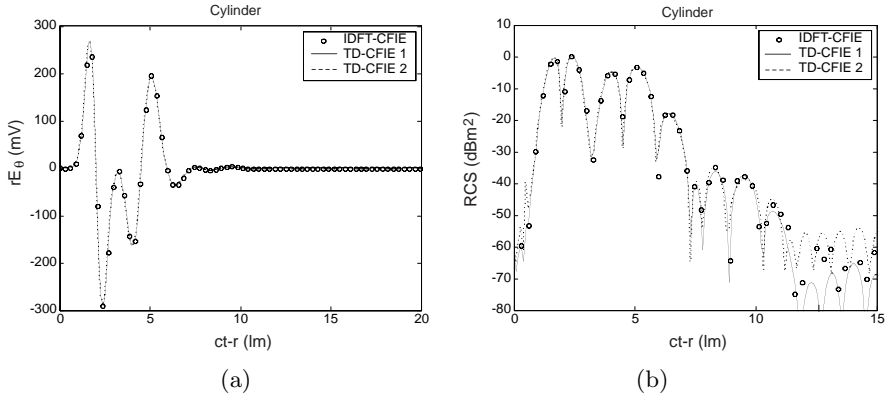 Cylinder
IDFT-CFIE
TD-CFIE 1
TD-CFIE 2
300
200
100
0
-100
-200
-300
rE θ (mV)
0
5
10
15
20
ct-r (lm)
(a)
Cylinder
IDFT-CFIE
TD-CFIE 1
TD-CFIE 2
10
0
-10
-20
-30
-40
-50
-60
-70
-80
RCS (dBm2)
0
5
10
15
ct-r (lm)
(b)